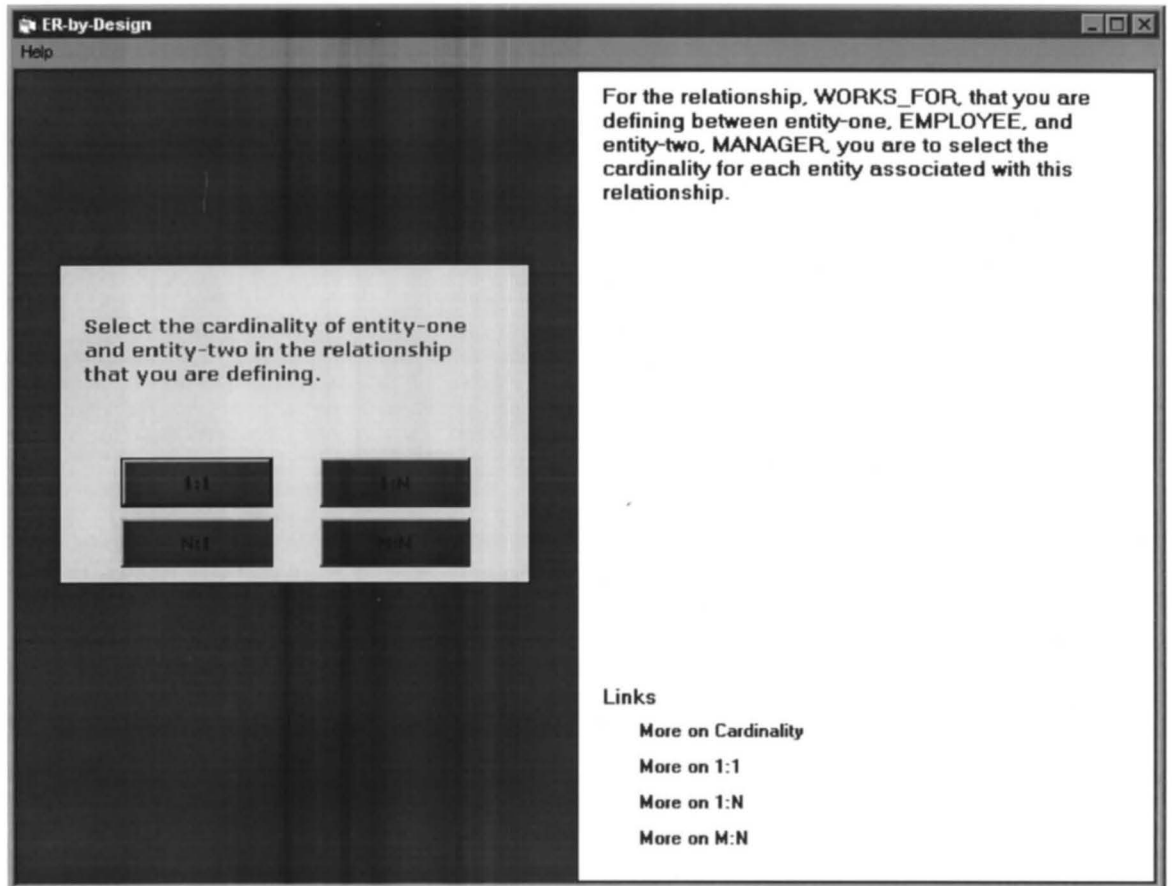 ER-by-Design
Help
For the relationship, WORKS_FOR, that you are
defining between entity-one, EMPLOYEE, and
entity-two, MANAGER, you are to select the
cardinality for each entity associated with this
relationship.
Select the cardinality of entity-one
and entity-two in the relationship
that you are defining.
1:1
1:N
N:1
M:N
Links
More on Cardinality
More on 1:1
More on 1:N
More on M:N